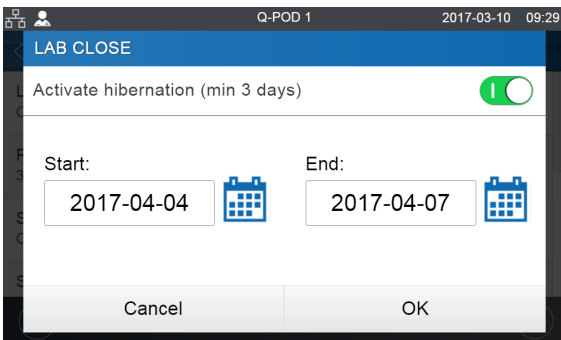 Q-POD 1 2017-03-10 09:29
LAB CLOSE
Activate hibernation (min 3 days)
Start: End:
2017-04-04 2017-04-07
Cancel OK